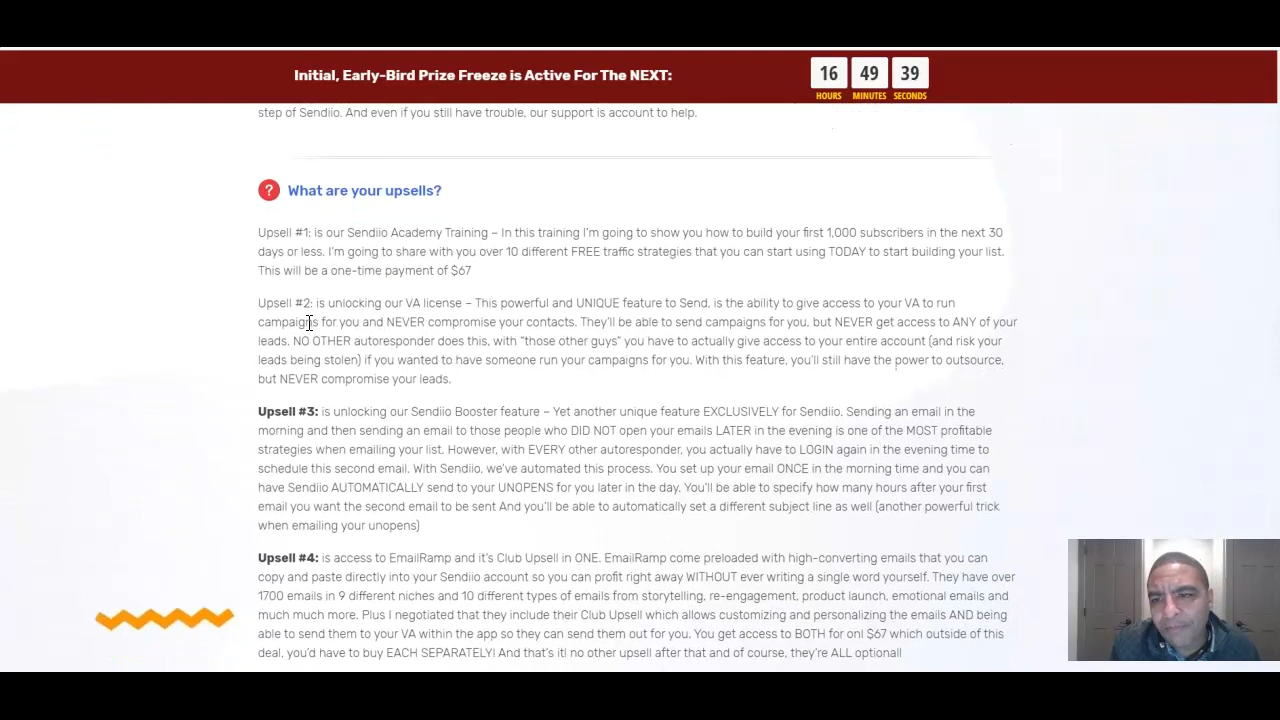 Initial, Early-Bird Prize Freeze is Active For The NEXT:
16 49 39
HOURS MINUTES SECONDS
step of Sendiio. And even if you still have trouble, our support is account to help.
? What are your upsells?
Upsell #1: is our Sendiio Academy Training – In this training I'm going to show you how to build your first 1,000 subscribers in the next 30
days or less. I'm going to share with you over 10 different FREE traffic strategies that you can start using TODAY to start building your list.
This will be a one-time payment of $67
Upsell #2: is unlocking our VA license – This powerful and UNIQUE feature to Send, is the ability to give access to your VA to run
campaigns for you and NEVER compromise your contacts. They'll be able to send campaigns for you, but NEVER get access to ANY of your
leads. NO OTHER autoresponder does this, with "those other guys" you have to actually give access to your entire account (and risk your
leads being stolen) if you wanted to have someone run your campaigns for you. With this feature, you'll still have the power to outsource,
but NEVER compromise your leads.
Upsell #3: is unlocking our Sendiio Booster feature – Yet another unique feature EXCLUSIVELY for Sendiio. Sending an email in the
morning and then sending an email to those people who DID NOT open your emails LATER in the evening is one of the MOST profitable
strategies when emailing your list. However, with EVERY other autoresponder, you actually have to LOGIN again in the evening time to
schedule this second email. With Sendiio, we've automated this process. You set up your email ONCE in the morning time and you can
have Sendiio AUTOMATICALLY send to your UNOPENS for you later in the day. You'll be able to specify how many hours after your first
email you want the second email to be sent And you'll be able to automatically set a different subject line as well (another powerful trick
when emailing your unopens)
Upsell #4: is access to EmailRamp and it's Club Upsell in ONE. EmailRamp come preloaded with high-converting emails that you can
copy and paste directly into your Sendiio account so you can profit right away WITHOUT ever writing a single word yourself. They have over
1700 emails in 9 different niches and 10 different types of emails from storytelling, re-engagement, product launch, emotional emails and
much much more. Plus I negotiated that they include their Club Upsell which allows customizing and personalizing the emails AND being
able to send them to your VA within the app so they can send them out for you. You get access to BOTH for onl $67 which outside of this
deal, you'd have to buy EACH SEPARATELY! And that's it! no other upsell after that and of course, they're ALL optional!